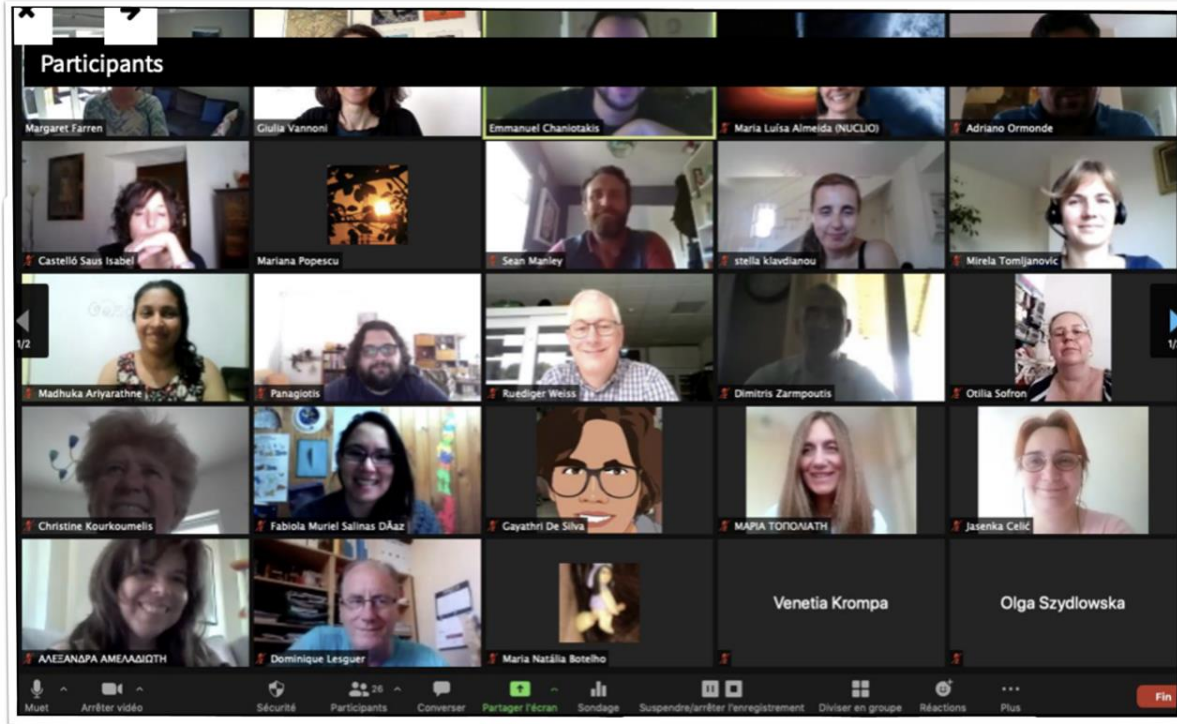 Participants
Margaret Farren
Giulia Vannoni
Emmanuel Chaniotakis
Maria Luísa Almeida (NUCLIO)
Adriano Ormonde
Castelló Saus Isabel
Mariana Popescu
Sean Manley
stella klavdianou
Mirela Tomljanovic
1/2
Madhuka Ariyarathne
Panagiotis
Ruediger Weiss
Dimitris Zarmpoutis
Otilia Sofron
Christine Kourkoumelis
Fabiola Muriel Salinas DÃaz
Gayathri De Silva
ΜΑΡΙΑ ΤΟΠΟΛΙΑΤΗ
Jasenka Celić
ΑΛΕΞΑΝΔΡΑ ΑΜΕΛΑΔΙΩΤΗ
Dominique Lesguer
Maria Natália Botelho
Venetia Krompa
Olga Szydlowska
Muet
Arrêter vidéo
Sécurité
Participants
26
Converser
Partager l'écran
Sondage
Suspendre/arrêter l'enregistrement
Diviser en groupe
Réactions
Plus
Fin